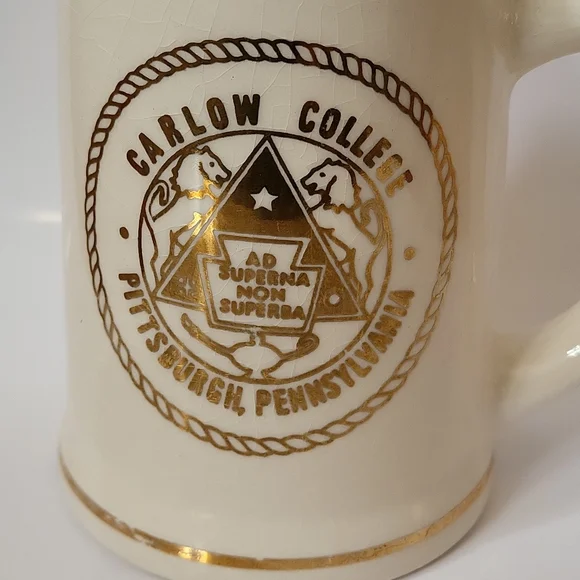 CARLOW COLLEGE
AD
SUPERNA
NON
SUPERBA
PITTSBURGH, PENNSYLVANIA